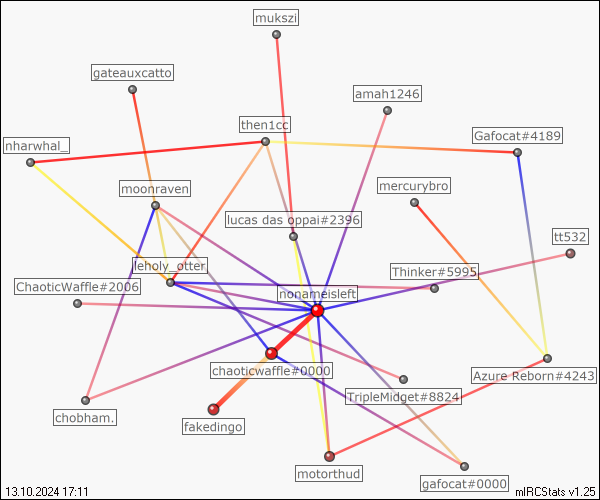 mukszi
gateauxcatto
amah1246
then1cc
Gafocat#4189
nharwhal_
moonraven
mercurybro
lucas das oppai#2396
tt532
leholy_otter
Thinker#5995
ChaoticWaffle#2006
nonameisleft
chaoticwaffle#0000
Azure Reborn#4243
TripleMidget#8824
chobham.
fakedingo
motorthud
gafocat#0000
13.10.2024 17:11
mIRCStats v1.25